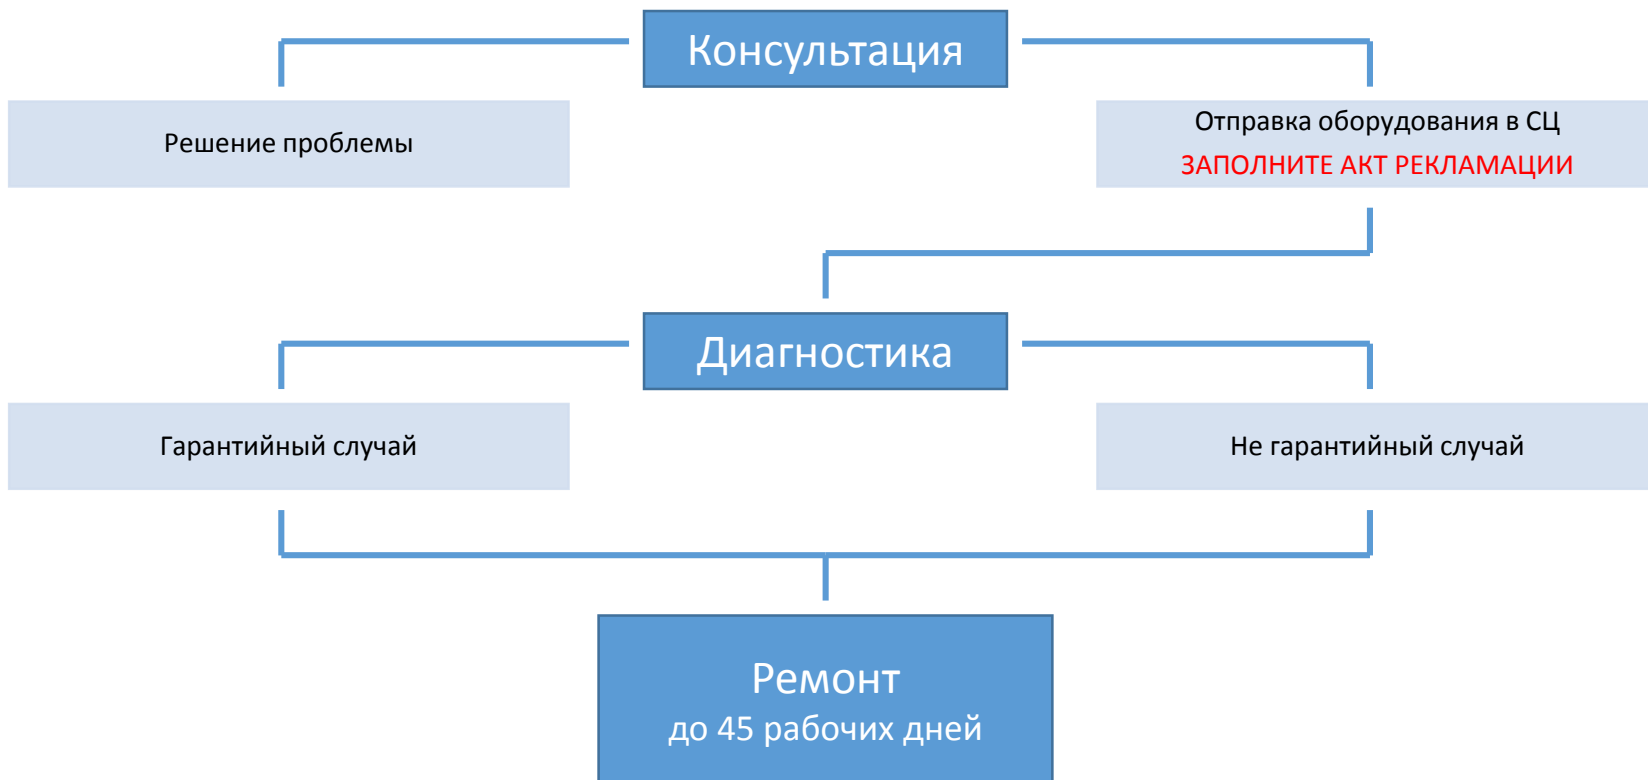 Консультация
Решение проблемы
Отправка оборудования в СЦ
ЗАПОЛНИТЕ АКТ РЕКЛАМАЦИИ
Диагностика
Гарантийный случай
Не гарантийный случай
Ремонт
до 45 рабочих дней